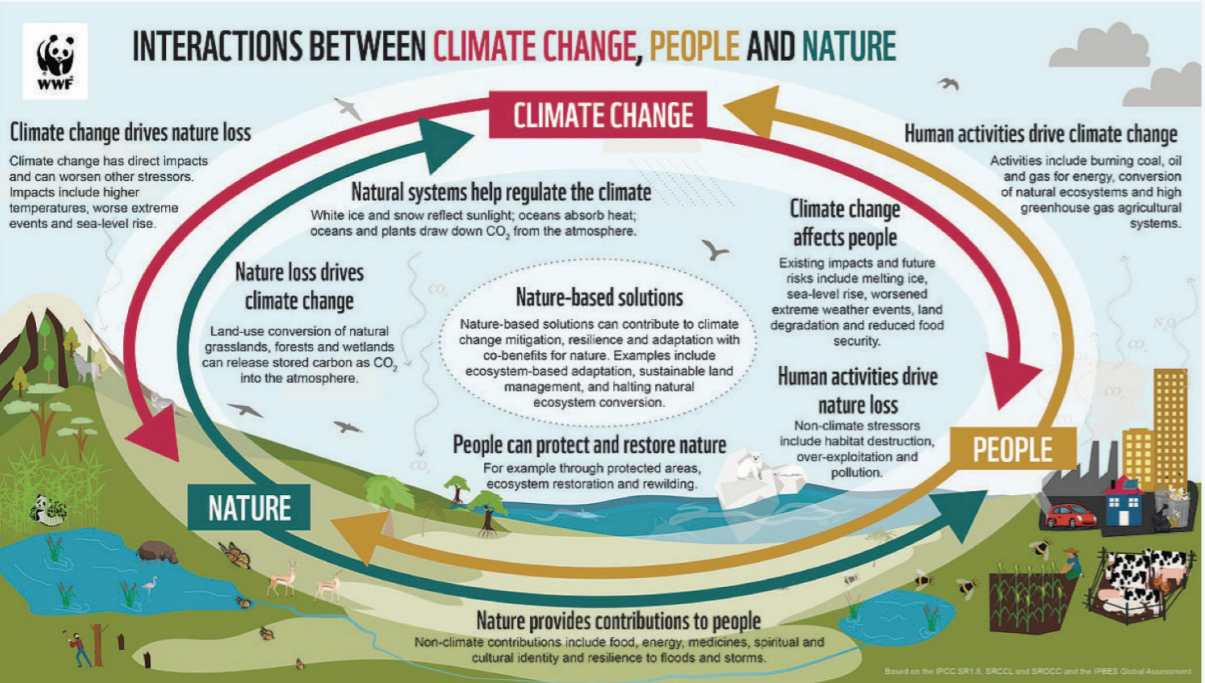 WWF
INTERACTIONS BETWEEN CLIMATE CHANGE, PEOPLE AND NATURE
CLIMATE CHANGE
Climate change drives nature loss
Climate change has direct impacts
and can worsen other stressors.
Impacts include higher
temperatures, worse extreme
events and sea-level rise.
Human activities drive climate change
Activities include burning coal, oil
and gas for energy, conversion
of natural ecosystems and high
greenhouse gas agricultural
systems.
Natural systems help regulate the climate
White ice and snow reflect sunlight; oceans absorb heat;
oceans and plants draw down CO₂ from the atmosphere.
Climate change
affects people
Existing impacts and future
risks include melting ice,
sea-level rise, worsened
extreme weather events, land
degradation and reduced food
security.
Nature loss drives
climate change
Land-use conversion of natural
grasslands, forests and wetlands
can release stored carbon as CO₂
into the atmosphere.
Nature-based solutions
Nature-based solutions can contribute to climate
change mitigation, resilience and adaptation with
co-benefits for nature. Examples include
ecosystem-based adaptation, sustainable land
management, and halting natural
ecosystem conversion.
Human activities drive
nature loss
Non-climate stressors
include habitat destruction,
over-exploitation and
pollution.
People can protect and restore nature
For example through protected areas,
ecosystem restoration and rewilding.
PEOPLE
NATURE
CO₂
CO₂
N₂O
CO₂
Nature provides contributions to people
Non-climate contributions include food, energy, medicines, spiritual and
cultural identity and resilience to floods and storms.
Based on the IPCC SR1.5, SRCCL and SROCC and the IPBES Global Assessment